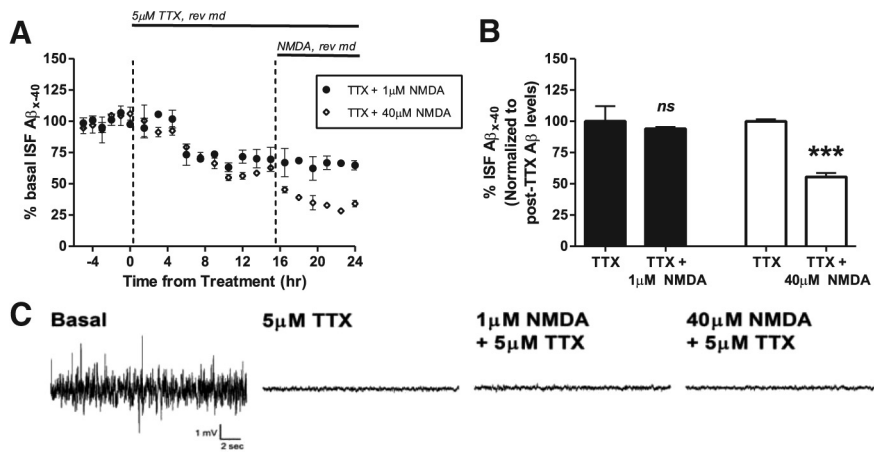 A
5µM TTX, rev md
NMDA, rev md
150
125
100
75
50
25
0
% basal ISF Aβx-40
-4 0 4 8 12 16 20 24
Time from Treatment (hr)
TTX + 1µM NMDA
TTX + 40µM NMDA
B
150
125
100
75
50
25
0
% ISF Aβx-40
(Normalized to
post-TTX Aβ levels)
ns
***
TTX
TTX +
1µM NMDA
TTX
TTX +
40µM NMDA
C
Basal
1 mV
2 sec
5µM TTX
1µM NMDA
+ 5µM TTX
40µM NMDA
+ 5µM TTX